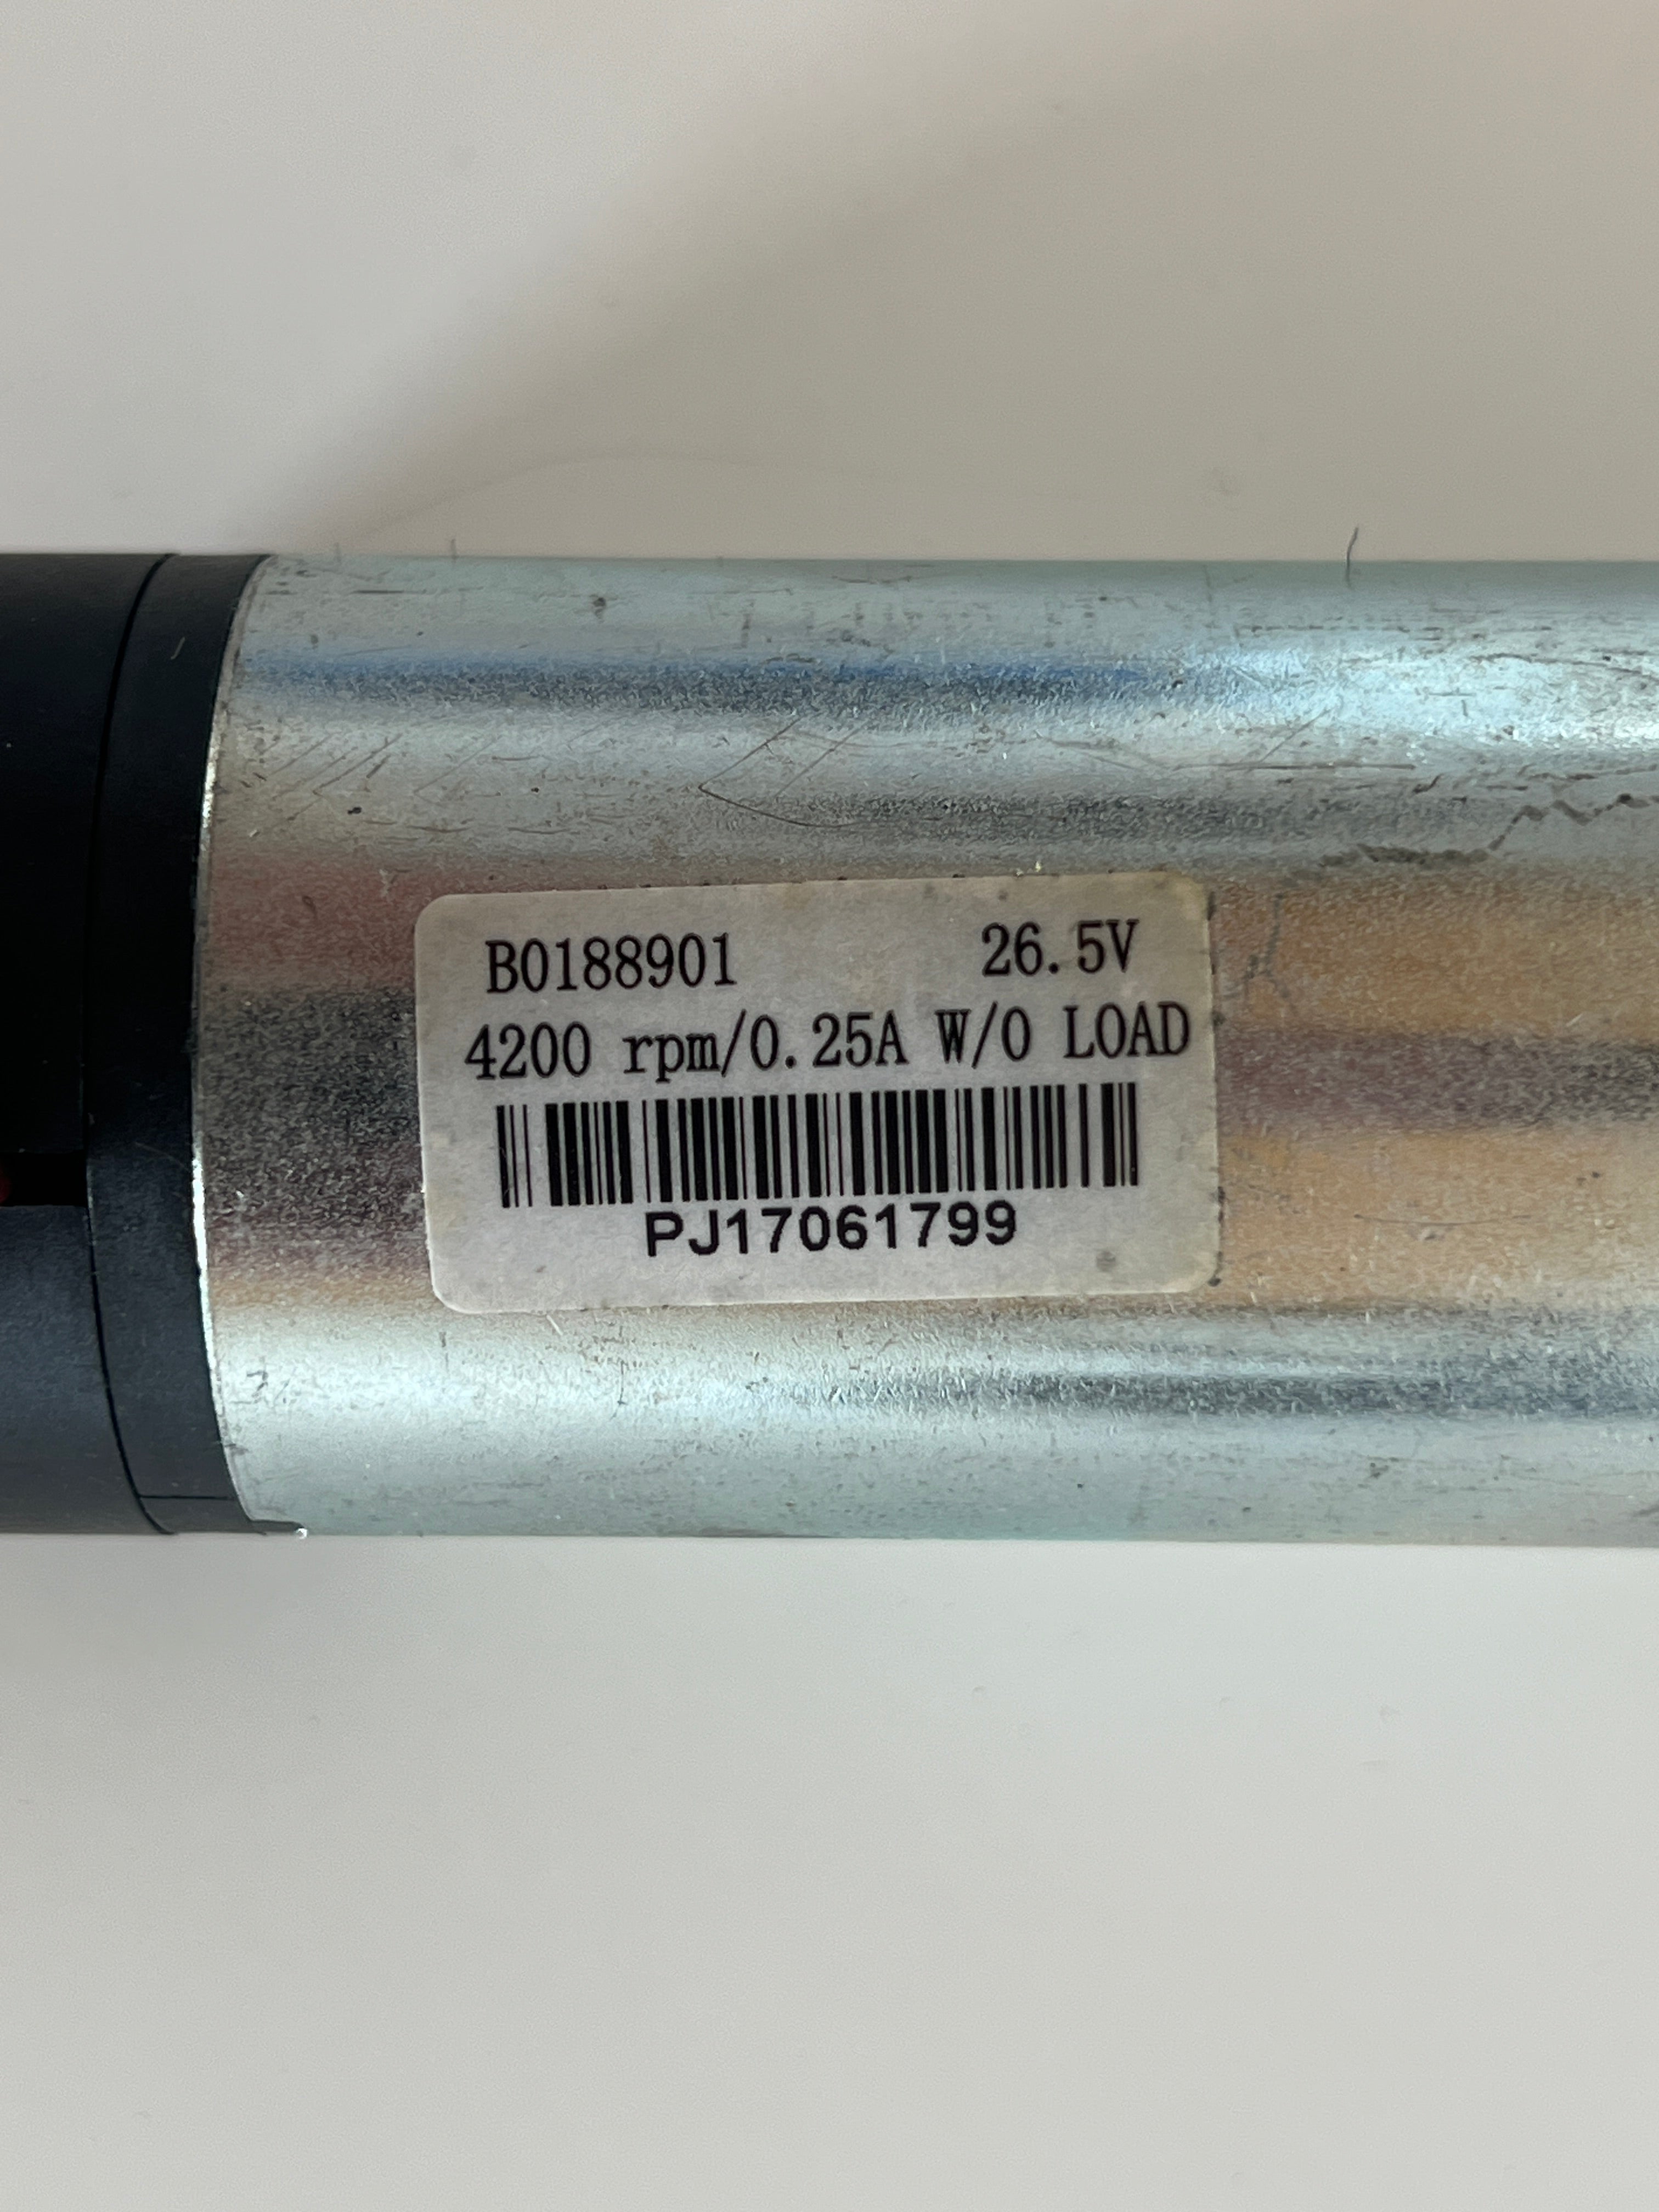 B0188901 26.5V
4200 rpm/0.25A W/O LOAD
PJ17061799